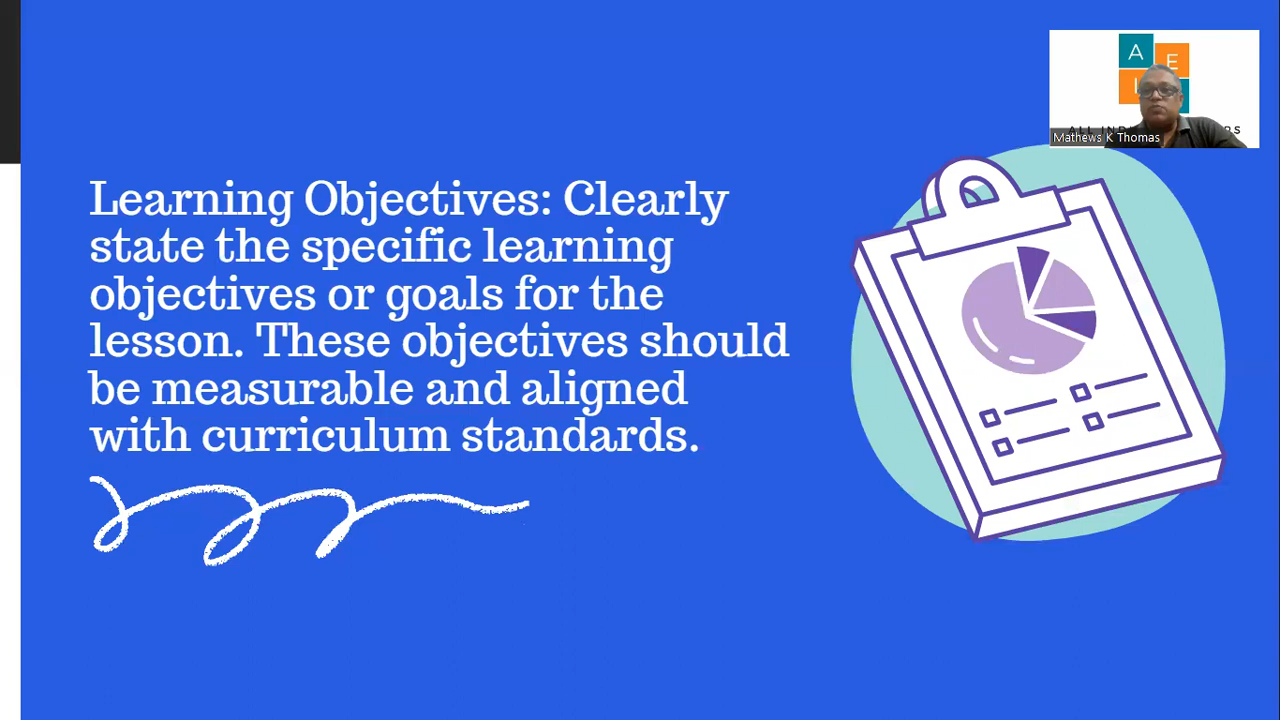 A
E
Mathews K Thomas
Learning Objectives: Clearly
state the specific learning
objectives or goals for the
lesson. These objectives should
be measurable and aligned
with curriculum standards.